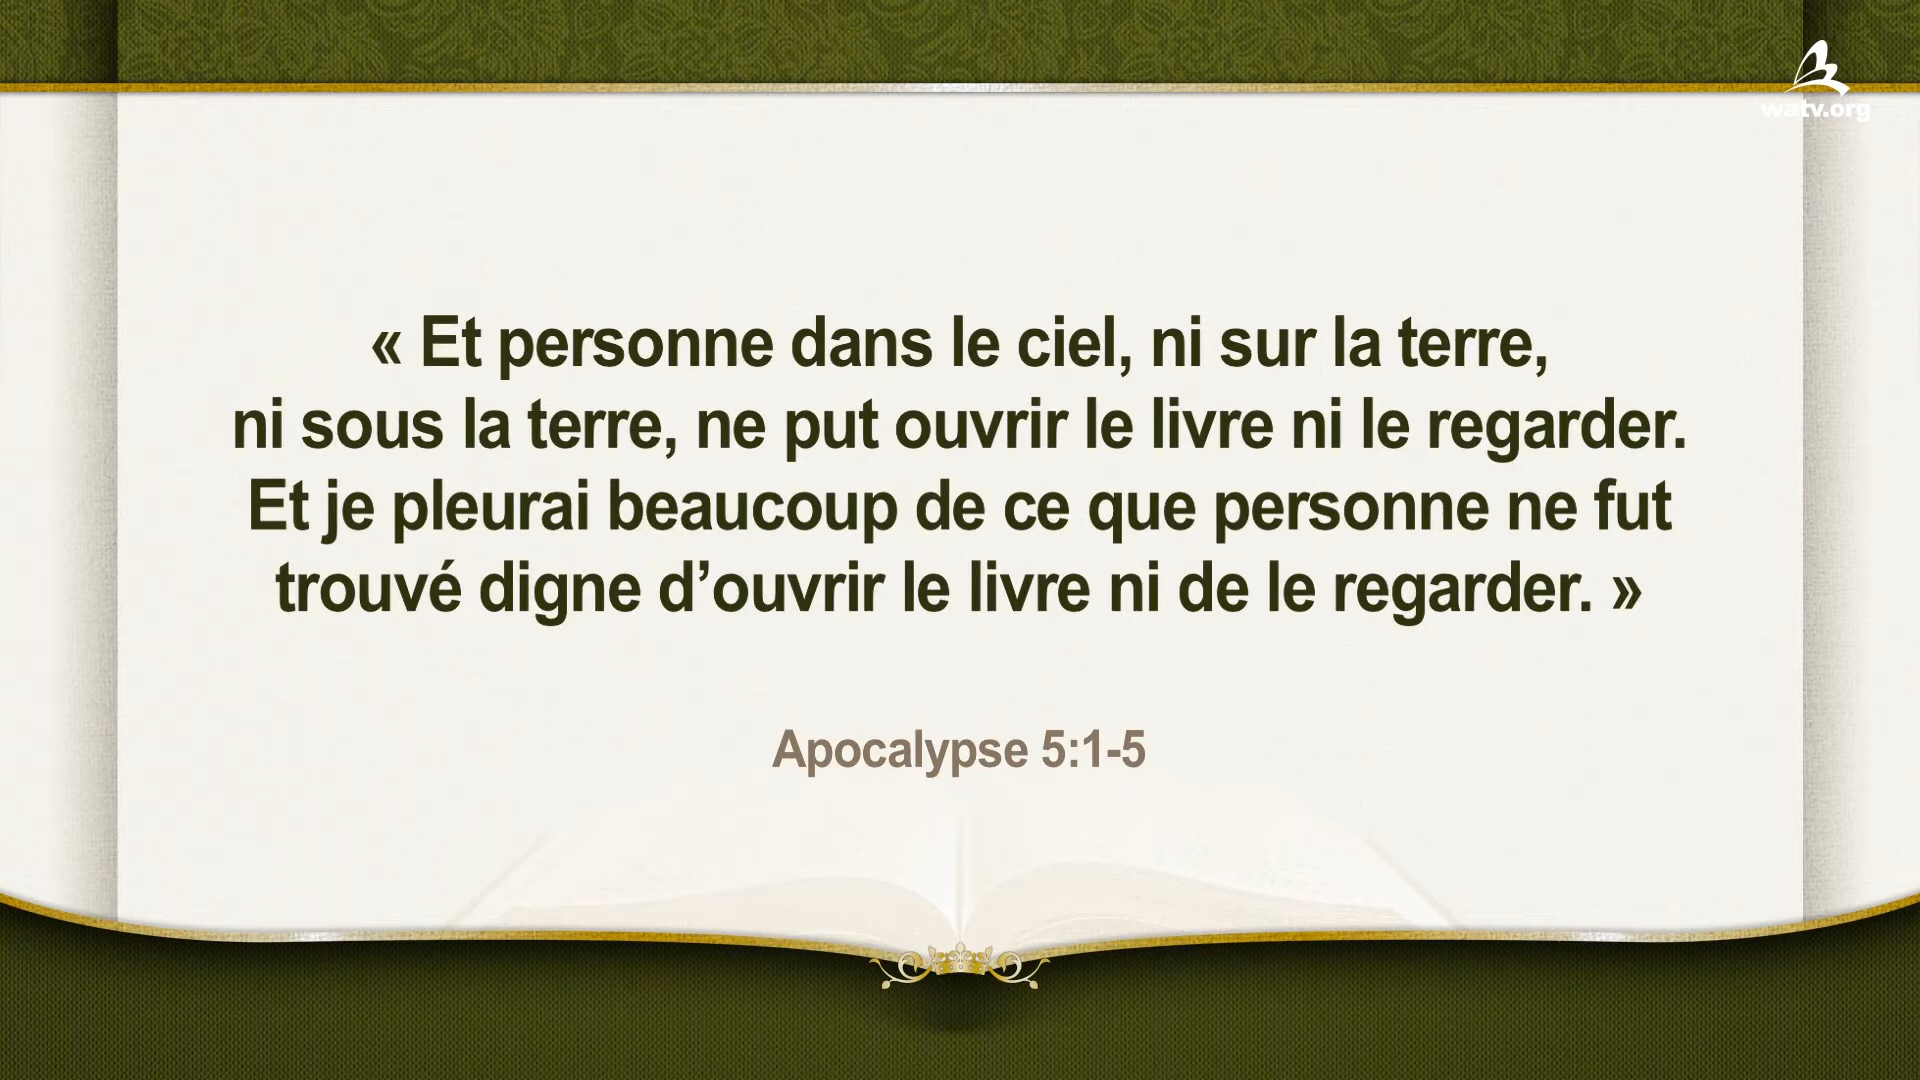 watv.org
« Et personne dans le ciel, ni sur la terre,
ni sous la terre, ne put ouvrir le livre ni le regarder.
Et je pleurai beaucoup de ce que personne ne fut
trouvé digne d’ouvrir le livre ni de le regarder. »
Apocalypse 5:1-5